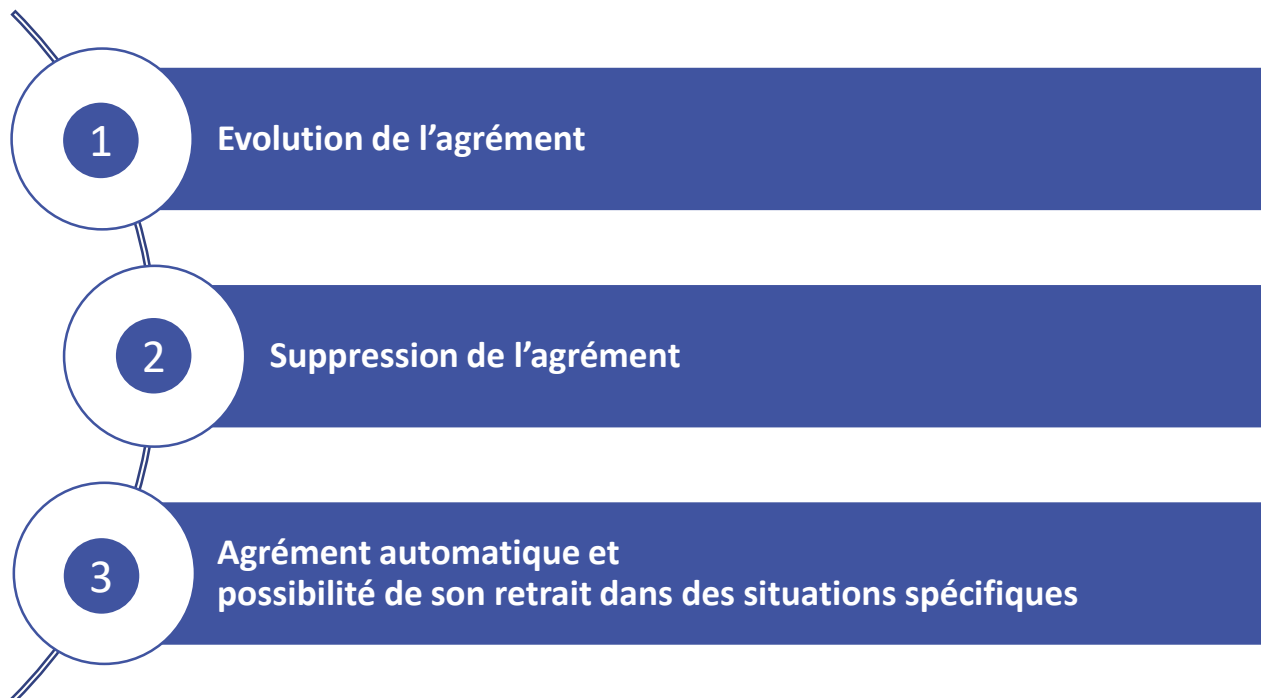 1
Evolution de l’agrément
2
Suppression de l’agrément
3
Agrément automatique et
possibilité de son retrait dans des situations spécifiques